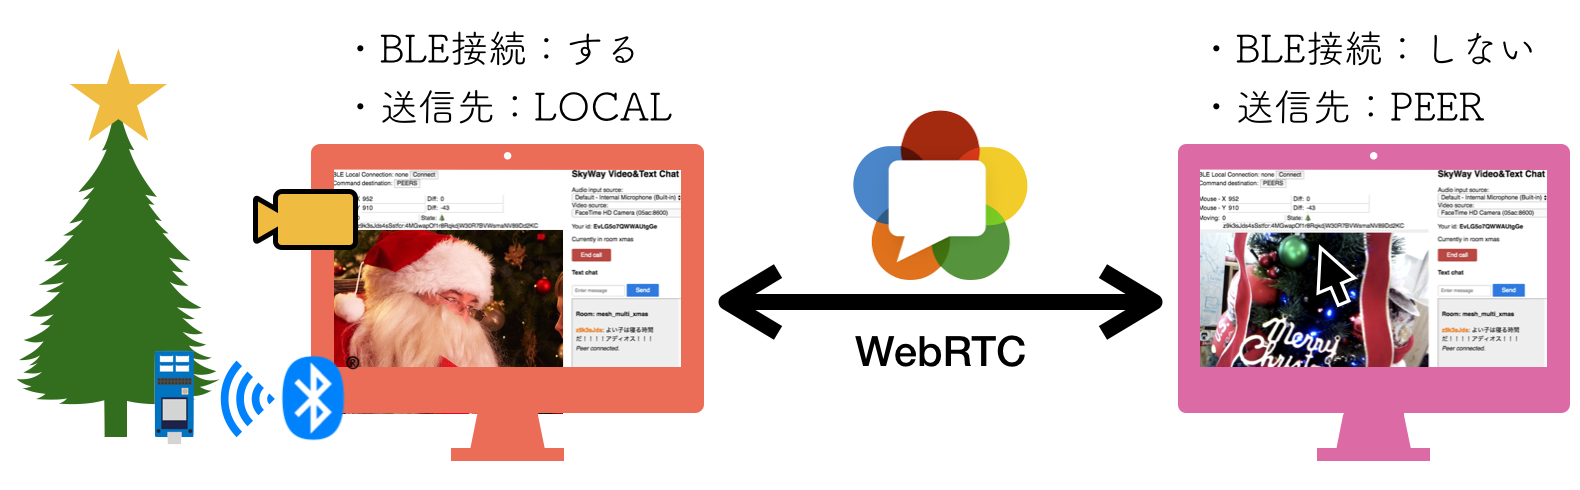 ・BLE接続：する
・送信先：LOCAL
BLE Local Connection: none Connect
Command destination: PEERS
X 952 Diff: 0
Y 910 Diff: -43
0 State:
SkyWay Video&Text Chat
Audio input source:
Default - Internal Microphone (Built-in)
Video source:
FaceTime HD Camera (05ac:8600)
Your id: EvLGSo7QWWAUtgGe
Currently in room xmas
End call
Text chat
Enter message Send
Room: mesh_multi_xmas
z9k3sJds: よい子は寝る時間
だ！！！！アディオス！！！
Peer connected.
®
WebRTC
・BLE接続：しない
・送信先：PEER
BLE Local Connection: none Connect
Command destination: PEERS
Mouse - X 952 Diff: 0
Mouse - Y 910 Diff: -43
Moving: 0 State:
SkyWay Video&Text Chat
Audio input source:
Default - Internal Microphone (Built-in)
Video source:
FaceTime HD Camera (05ac:8600)
Your id: EvLGSo7QWWAUtgGe
Currently in room xmas
End call
Text chat
Enter message Send
Room: mesh_multi_xmas
z9k3sJds: よい子は寝る時間
だ！！！！アディオス！！！
Peer connected.
Merry
Christ